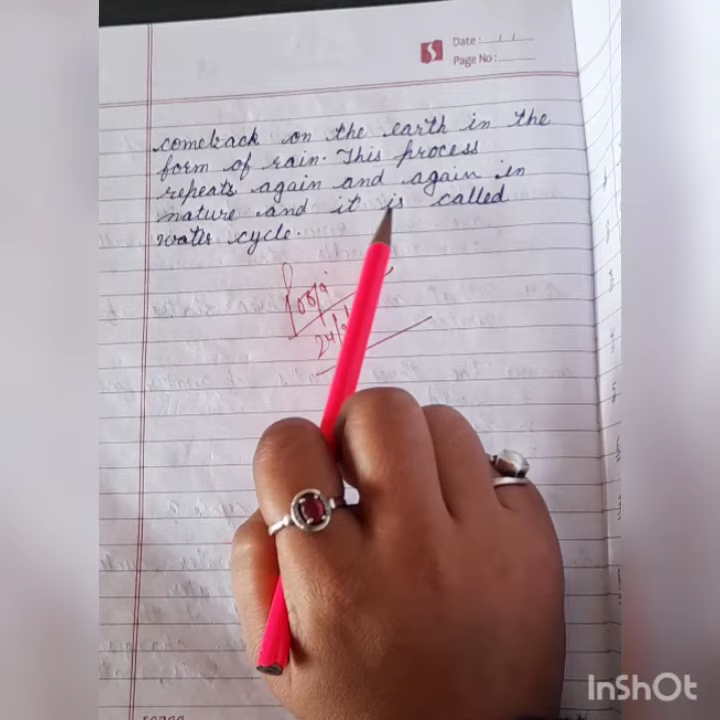 Date :
Page No :
comeback on the earth in the
form of rain. This process
repeats again and again in
nature and it is called
water cycle.
Pooja
InShOt